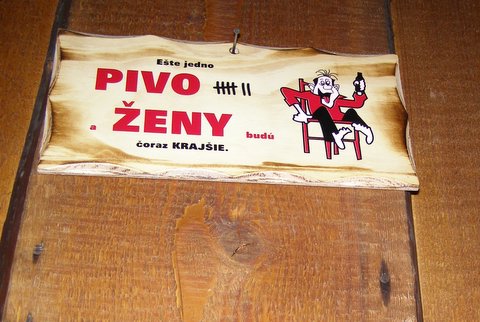 Ešte jedno
PIVO
a ŽENY budú
čoraz KRAJŠIE.